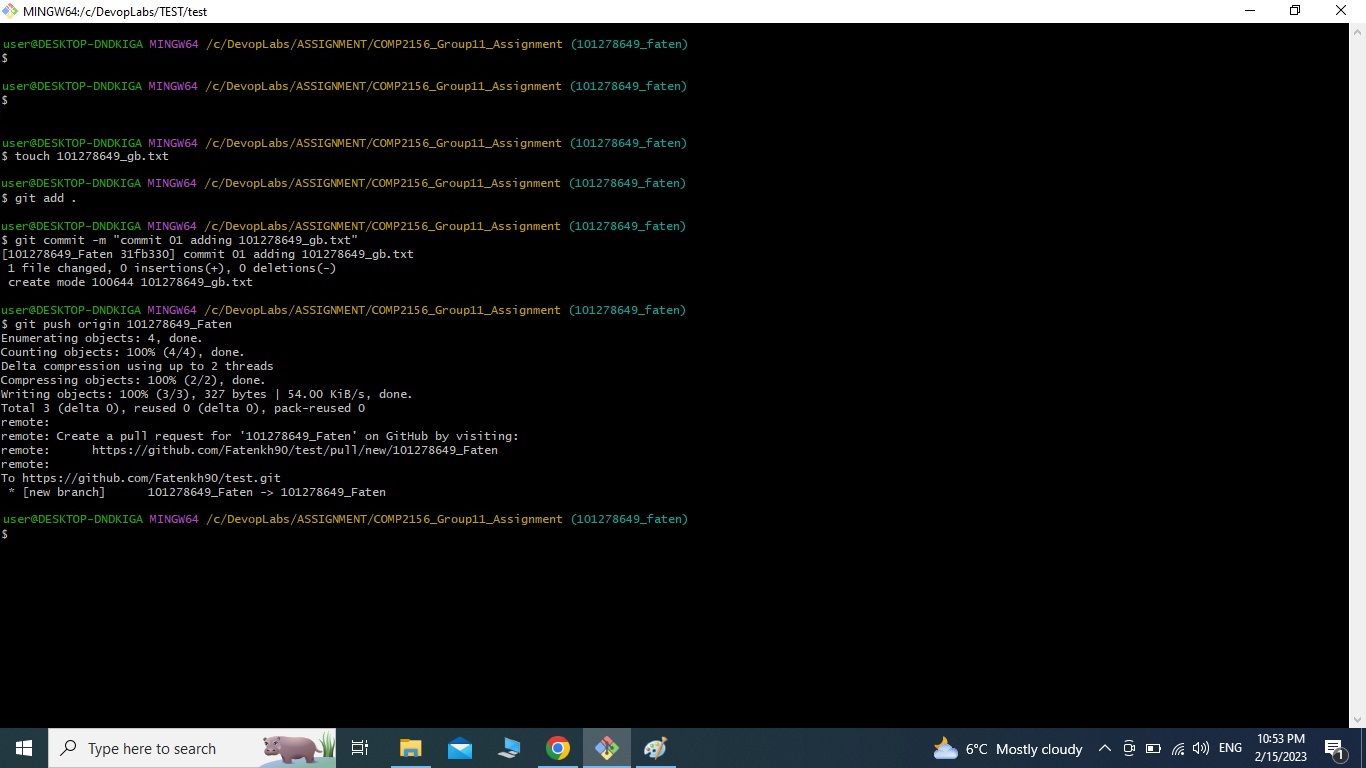 MINGW64:/c/DevopLabs/TEST/test
user@DESKTOP-DNDKIGA MINGW64 /c/DevopLabs/ASSIGNMENT/COMP2156_Group11_Assignment (101278649_faten)
$
user@DESKTOP-DNDKIGA MINGW64 /c/DevopLabs/ASSIGNMENT/COMP2156_Group11_Assignment (101278649_faten)
$
user@DESKTOP-DNDKIGA MINGW64 /c/DevopLabs/ASSIGNMENT/COMP2156_Group11_Assignment (101278649_faten)
$ touch 101278649_gb.txt
user@DESKTOP-DNDKIGA MINGW64 /c/DevopLabs/ASSIGNMENT/COMP2156_Group11_Assignment (101278649_faten)
$ git add .
user@DESKTOP-DNDKIGA MINGW64 /c/DevopLabs/ASSIGNMENT/COMP2156_Group11_Assignment (101278649_faten)
$ git commit -m "commit 01 adding 101278649_gb.txt"
[101278649_Faten 31fb330] commit 01 adding 101278649_gb.txt
 1 file changed, 0 insertions(+), 0 deletions(-)
 create mode 100644 101278649_gb.txt
user@DESKTOP-DNDKIGA MINGW64 /c/DevopLabs/ASSIGNMENT/COMP2156_Group11_Assignment (101278649_faten)
$ git push origin 101278649_Faten
Enumerating objects: 4, done.
Counting objects: 100% (4/4), done.
Delta compression using up to 2 threads
Compressing objects: 100% (2/2), done.
Writing objects: 100% (3/3), 327 bytes | 54.00 KiB/s, done.
Total 3 (delta 0), reused 0 (delta 0), pack-reused 0
remote:
remote: Create a pull request for '101278649_Faten' on GitHub by visiting:
remote:      https://github.com/Fatenkh90/test/pull/new/101278649_Faten
remote:
To https://github.com/Fatenkh90/test.git
 * [new branch]      101278649_Faten -> 101278649_Faten
user@DESKTOP-DNDKIGA MINGW64 /c/DevopLabs/ASSIGNMENT/COMP2156_Group11_Assignment (101278649_faten)
$
Type here to search
6°C Mostly cloudy
ENG
10:53 PM
2/15/2023
1